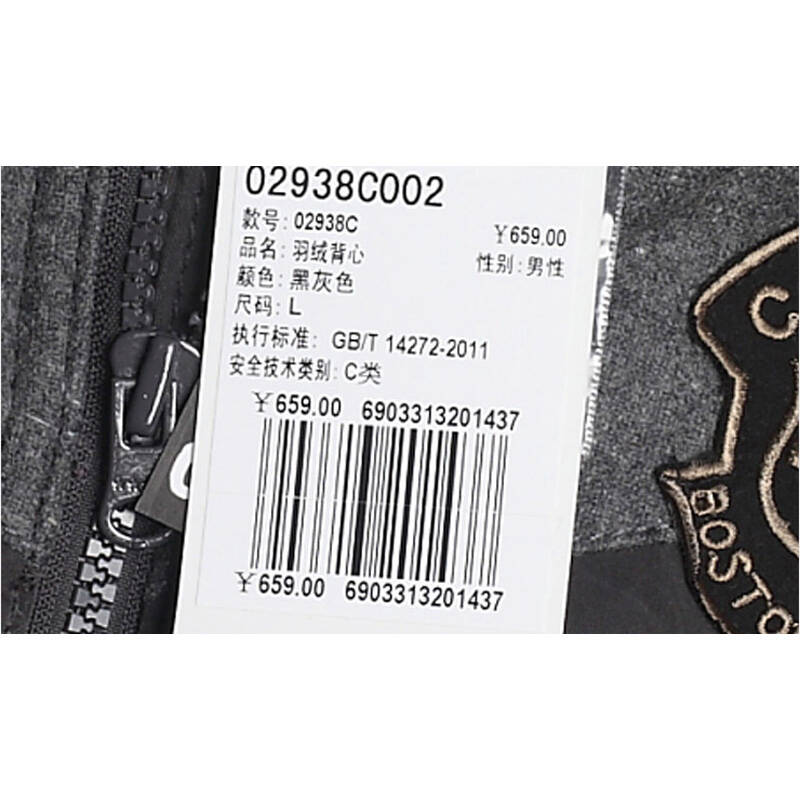 02938C002
款号: 02938C ￥659.00
品名: 羽绒背心 性别: 男性
颜色: 黑灰色
尺码: L
执行标准: GB/T 14272-2011
安全技术类别: C类
￥659.00 6903313201437
￥659.00 6903313201437
BOSTO